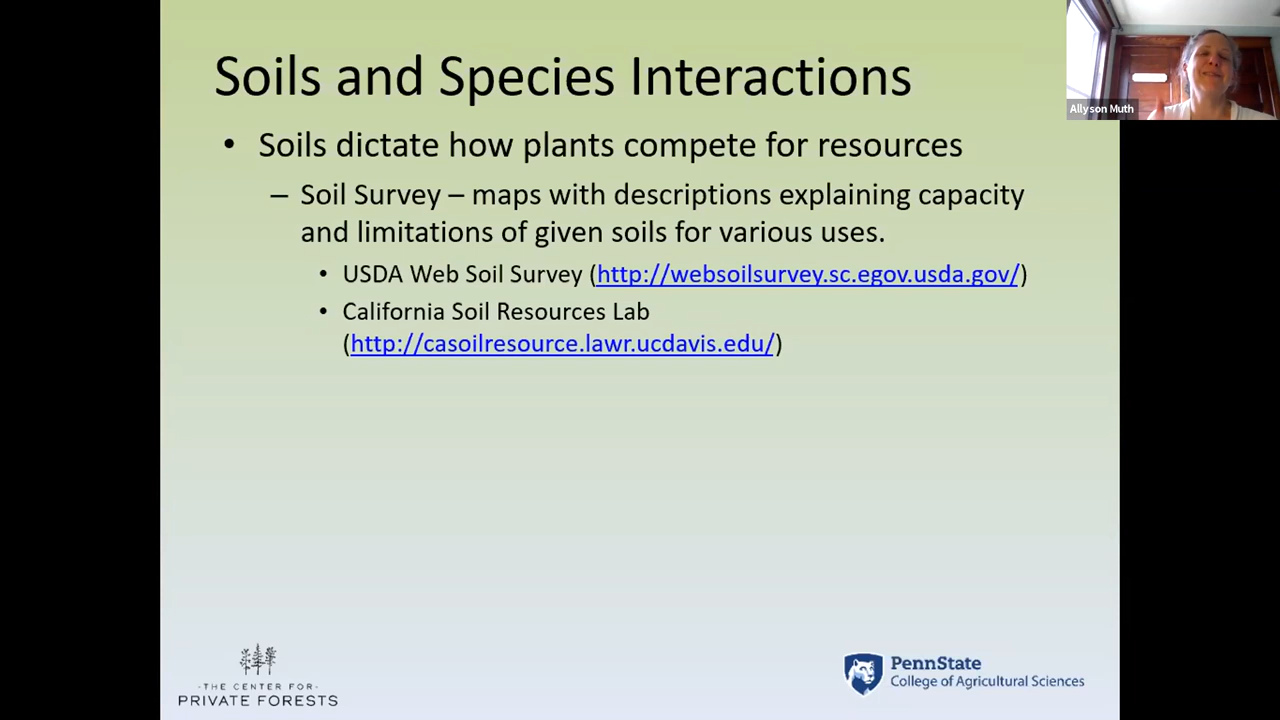 Soils and Species Interactions
Allyson Muth
• Soils dictate how plants compete for resources
– Soil Survey – maps with descriptions explaining capacity
and limitations of given soils for various uses.
• USDA Web Soil Survey (http://websoilsurvey.sc.egov.usda.gov/)
• California Soil Resources Lab
(http://casoilresource.lawr.ucdavis.edu/)
·THE CENTER FOR·
PRIVATE FORESTS
PennState
College of Agricultural Sciences